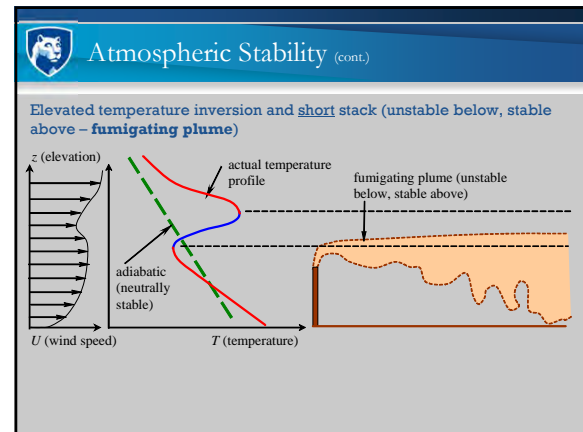 Atmospheric Stability (cont.)
Elevated temperature inversion and short stack (unstable below, stable
above – fumigating plume)
z (elevation)
actual temperature
profile
fumigating plume (unstable
below, stable above)
adiabatic
(neutrally
stable)
U (wind speed)
T (temperature)